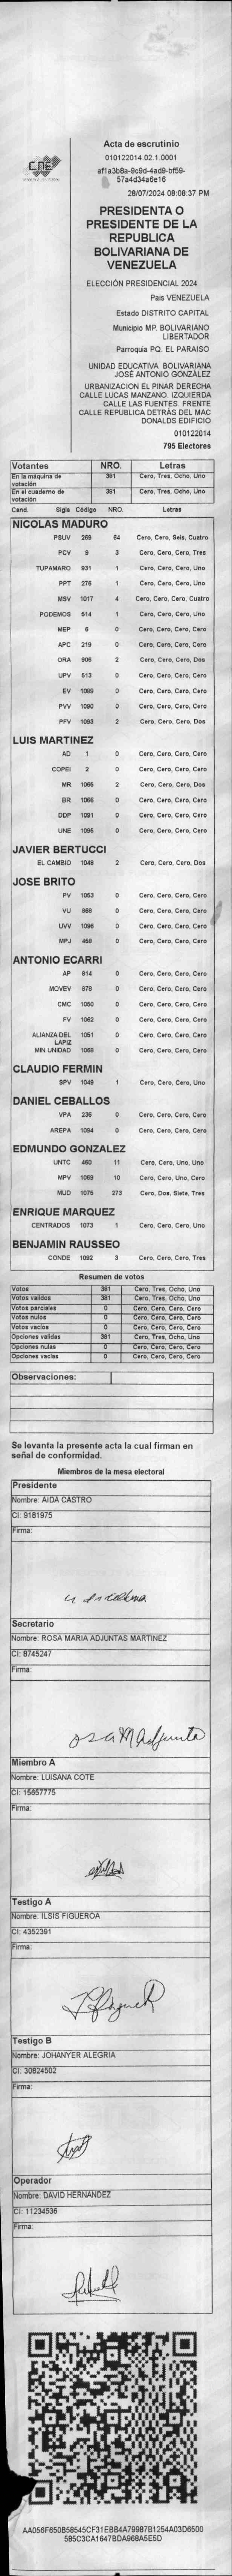 CNE
Acta de escrutinio
010122014.02.1.0001
af1a3b8a-9c9d-4ad9-bf59-
57a4d34a6e16
28/07/2024 08:08:37 PM
PRESIDENTA O
PRESIDENTE DE LA
REPUBLICA
BOLIVARIANA DE
VENEZUELA
ELECCIÓN PRESIDENCIAL 2024
Pais VENEZUELA
Estado DISTRITO CAPITAL
Municipio MP. BOLIVARIANO
LIBERTADOR
Parroquia PQ. EL PARAISO
UNIDAD EDUCATIVA BOLIVARIANA
JOSÉ ANTONIO GONZÁLEZ
URBANIZACION EL PINAR DERECHA
CALLE LUCAS MANZANO. IZQUIERDA
CALLE LAS FUENTES. FRENTE
CALLE REPUBLICA DETRÁS DEL MAC
DONALDS EDIFICIO
010122014
795 Electores
Votantes NRO. Letras
En la máquina de votación 381 Cero, Tres, Ocho, Uno
En el cuaderno de votación 381 Cero, Tres, Ocho, Uno
Cand. Sigla Código NRO. Letras
NICOLAS MADURO
PSUV 269 64 Cero, Cero, Seis, Cuatro
PCV 9 3 Cero, Cero, Cero, Tres
TUPAMARO 931 1 Cero, Cero, Cero, Uno
PPT 276 1 Cero, Cero, Cero, Uno
MSV 1017 4 Cero, Cero, Cero, Cuatro
PODEMOS 514 1 Cero, Cero, Cero, Uno
MEP 6 0 Cero, Cero, Cero, Cero
APC 219 0 Cero, Cero, Cero, Cero
ORA 906 2 Cero, Cero, Cero, Dos
UPV 513 0 Cero, Cero, Cero, Cero
EV 1089 0 Cero, Cero, Cero, Cero
PVV 1090 0 Cero, Cero, Cero, Cero
PFV 1093 2 Cero, Cero, Cero, Dos
LUIS MARTINEZ
AD 1 0 Cero, Cero, Cero, Cero
COPEI 2 0 Cero, Cero, Cero, Cero
MR 1065 2 Cero, Cero, Cero, Dos
BR 1066 0 Cero, Cero, Cero, Cero
DDP 1091 0 Cero, Cero, Cero, Cero
UNE 1095 0 Cero, Cero, Cero, Cero
JAVIER BERTUCCI
EL CAMBIO 1048 2 Cero, Cero, Cero, Dos
JOSE BRITO
PV 1053 0 Cero, Cero, Cero, Cero
VU 868 0 Cero, Cero, Cero, Cero
UVV 1096 0 Cero, Cero, Cero, Cero
MPJ 458 0 Cero, Cero, Cero, Cero
ANTONIO ECARRI
AP 814 0 Cero, Cero, Cero, Cero
MOVEV 878 0 Cero, Cero, Cero, Cero
CMC 1050 0 Cero, Cero, Cero, Cero
FV 1062 0 Cero, Cero, Cero, Cero
ALIANZA DEL LAPIZ 1051 0 Cero, Cero, Cero, Cero
MIN UNIDAD 1068 0 Cero, Cero, Cero, Cero
CLAUDIO FERMIN
SPV 1049 1 Cero, Cero, Cero, Uno
DANIEL CEBALLOS
VPA 236 0 Cero, Cero, Cero, Cero
AREPA 1094 0 Cero, Cero, Cero, Cero
EDMUNDO GONZALEZ
UNTC 460 11 Cero, Cero, Uno, Uno
MPV 1069 10 Cero, Cero, Uno, Cero
MUD 1075 273 Cero, Dos, Siete, Tres
ENRIQUE MARQUEZ
CENTRADOS 1073 1 Cero, Cero, Cero, Uno
BENJAMIN RAUSSEO
CONDE 1092 3 Cero, Cero, Cero, Tres
Resumen de votos
Votos 381 Cero, Tres, Ocho, Uno
Votos validos 381 Cero, Tres, Ocho, Uno
Votos parciales 0 Cero, Cero, Cero, Cero
Votos nulos 0 Cero, Cero, Cero, Cero
Votos vacios 0 Cero, Cero, Cero, Cero
Opciones validas 381 Cero, Tres, Ocho, Uno
Opciones nulas 0 Cero, Cero, Cero, Cero
Opciones vacias 0 Cero, Cero, Cero, Cero
Observaciones:
Se levanta la presente acta la cual firman en
señal de conformidad.
Miembros de la mesa electoral
Presidente
Nombre: AIDA CASTRO
CI: 9181975
Firma:
Secretario
Nombre: ROSA MARIA ADJUNTAS MARTINEZ
CI: 8745247
Firma:
Miembro A
Nombre: LUISANA COTE
CI: 15657775
Firma:
Testigo A
Nombre: ILSIS FIGUEROA
CI: 4352391
Firma:
Testigo B
Nombre: JOHANYER ALEGRIA
CI: 30824502
Firma:
Operador
Nombre: DAVID HERNANDEZ
CI: 11234536
Firma:
AA056F650B58545CF31EBB4A79987B1254A03D6500
585C3CA1647BDA968A5E5D